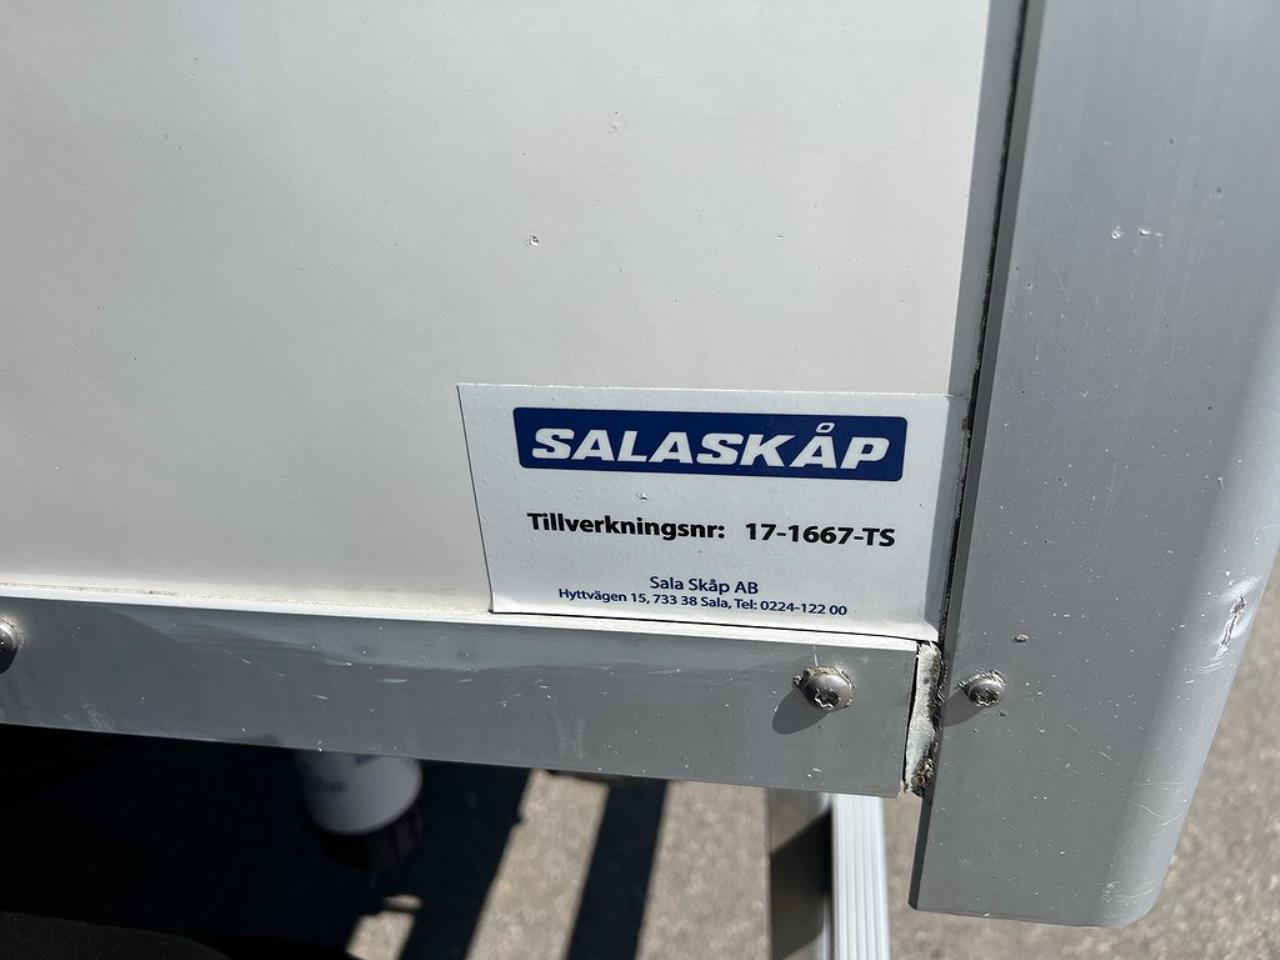 SALASKÅP
Tillverkningsnr: 17-1667-TS
Sala Skåp AB
Hyttvägen 15, 733 38 Sala, Tel: 0224-122 00